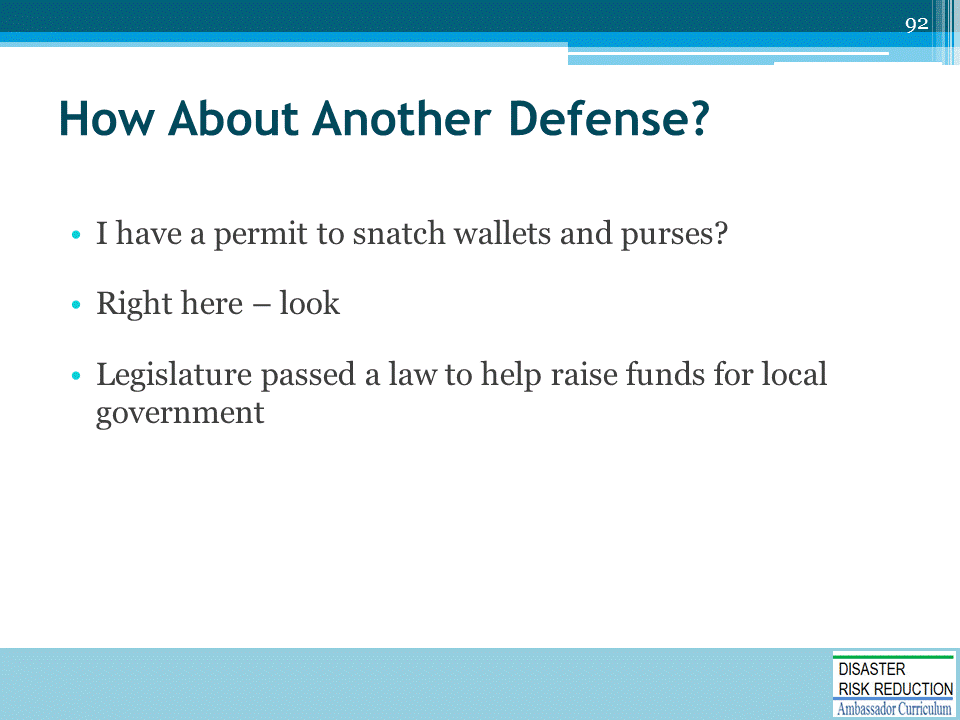 92
How About Another Defense?
• I have a permit to snatch wallets and purses?
• Right here – look
• Legislature passed a law to help raise funds for local
government
DISASTER
RISK REDUCTION
Ambassador Curriculum